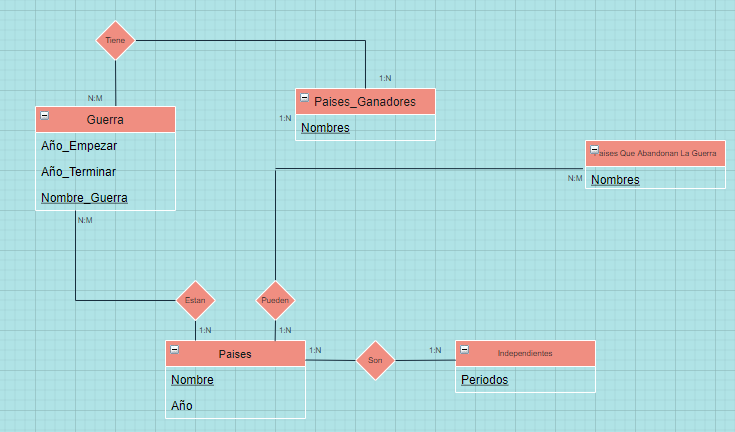 Tiene
1:N
N:M
Guerra
Año_Empezar
Año_Terminar
Nombre_Guerra
N:M
Paises_Ganadores
1:N
Nombres
Paises Que Abandonan La Guerra
N:M
Nombres
Estan
Pueden
1:N
1:N
Paises
Nombre
Año
1:N
Son
1:N
Independientes
Periodos